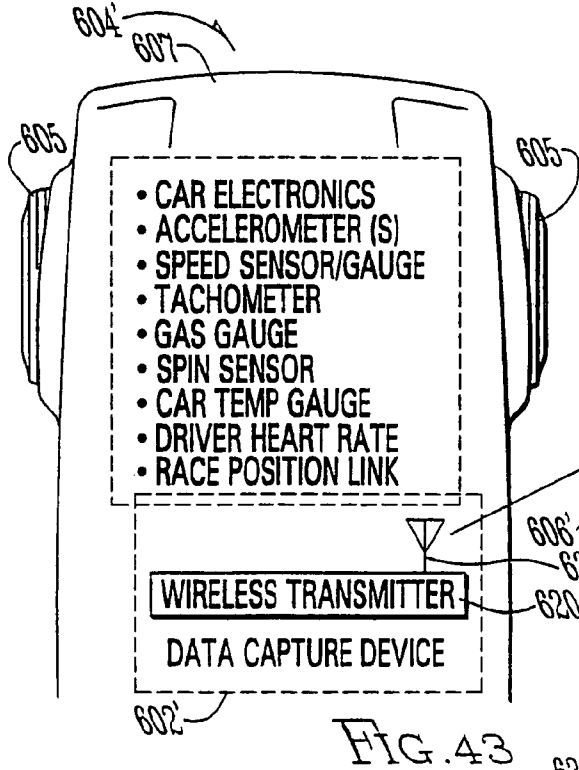 604'
607
605
605
• CAR ELECTRONICS
• ACCELEROMETER (S)
• SPEED SENSOR/GAUGE
• TACHOMETER
• GAS GAUGE
• SPIN SENSOR
• CAR TEMP GAUGE
• DRIVER HEART RATE
• RACE POSITION LINK
606'
WIRELESS TRANSMITTER
620
DATA CAPTURE DEVICE
602'
FIG. 43